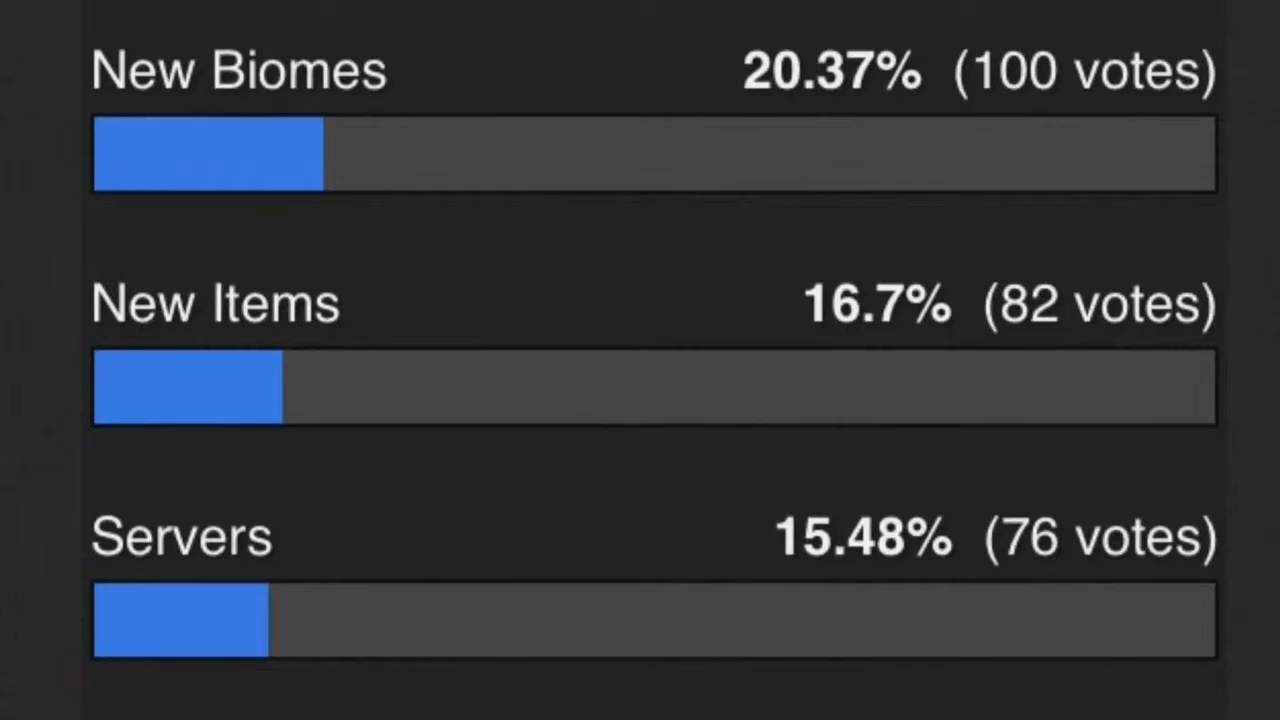 New Biomes 20.37% (100 votes)
New Items 16.7% (82 votes)
Servers 15.48% (76 votes)